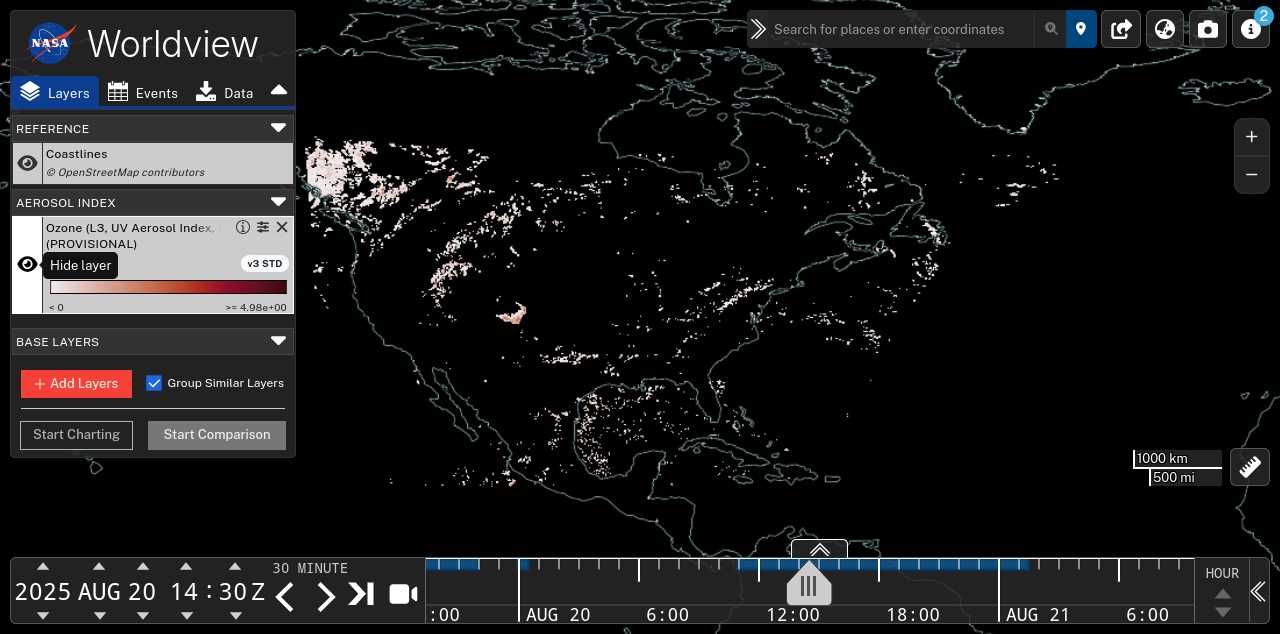 NASA
Worldview
Layers
Events
Data
REFERENCE
Coastlines
© OpenStreetMap contributors
AEROSOL INDEX
Ozone (L3, UV Aerosol Index,
(PROVISIONAL)
Hide layer
v3 STD
< 0
>= 4.98e+00
BASE LAYERS
+ Add Layers
Group Similar Layers
Start Charting
Start Comparison
Search for places or enter coordinates
2
+
−
1000 km
500 mi
2025 AUG 20 14:30 Z
30 MINUTE
:00
AUG 20
6:00
12:00
18:00
AUG 21
6:00
HOUR